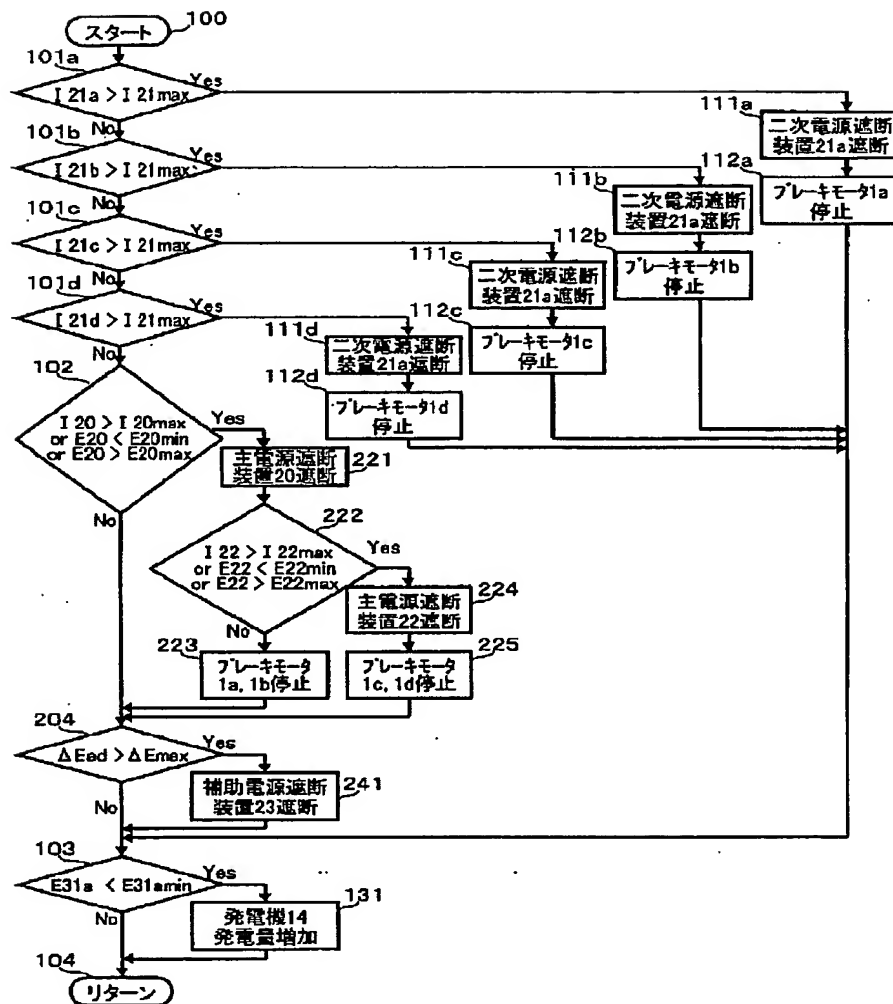 スタート
100
101a
I 21a > I 21max
Yes
No
111a
二次電源遮断
装置21a遮断
112a
ブレーキモータ1a
停止
101b
I 21b > I 21max
Yes
No
111b
二次電源遮断
装置21a遮断
112b
ブレーキモータ1b
停止
101c
I 21c > I 21max
Yes
No
111c
二次電源遮断
装置21a遮断
112c
ブレーキモータ1c
停止
101d
I 21d > I 21max
Yes
No
111d
二次電源遮断
装置21a遮断
112d
ブレーキモータ1d
停止
102
I 20 > I 20max
or E20 < E20min
or E20 > E20max
Yes
No
主電源遮断
装置20遮断
221
222
I 22 > I 22max
or E22 < E22min
or E22 > E22max
Yes
No
主電源遮断
装置22遮断
224
223
ブレーキモータ
1a, 1b停止
225
ブレーキモータ
1c, 1d停止
204
ΔEad > ΔEmax
Yes
No
補助電源遮断
装置23遮断
241
103
E31a < E31amin
Yes
No
発電機14
発電量増加
131
104
リターン